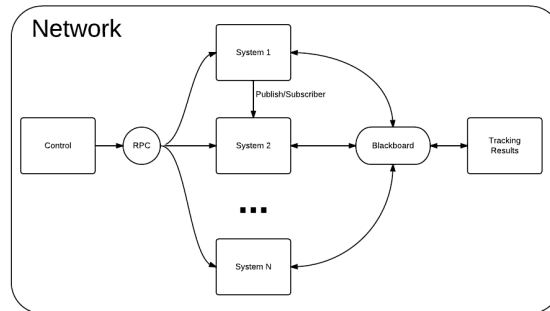 Network
System 1
Publish/Subscriber
Control
RPC
System 2
Blackboard
Tracking
Results
...
System N